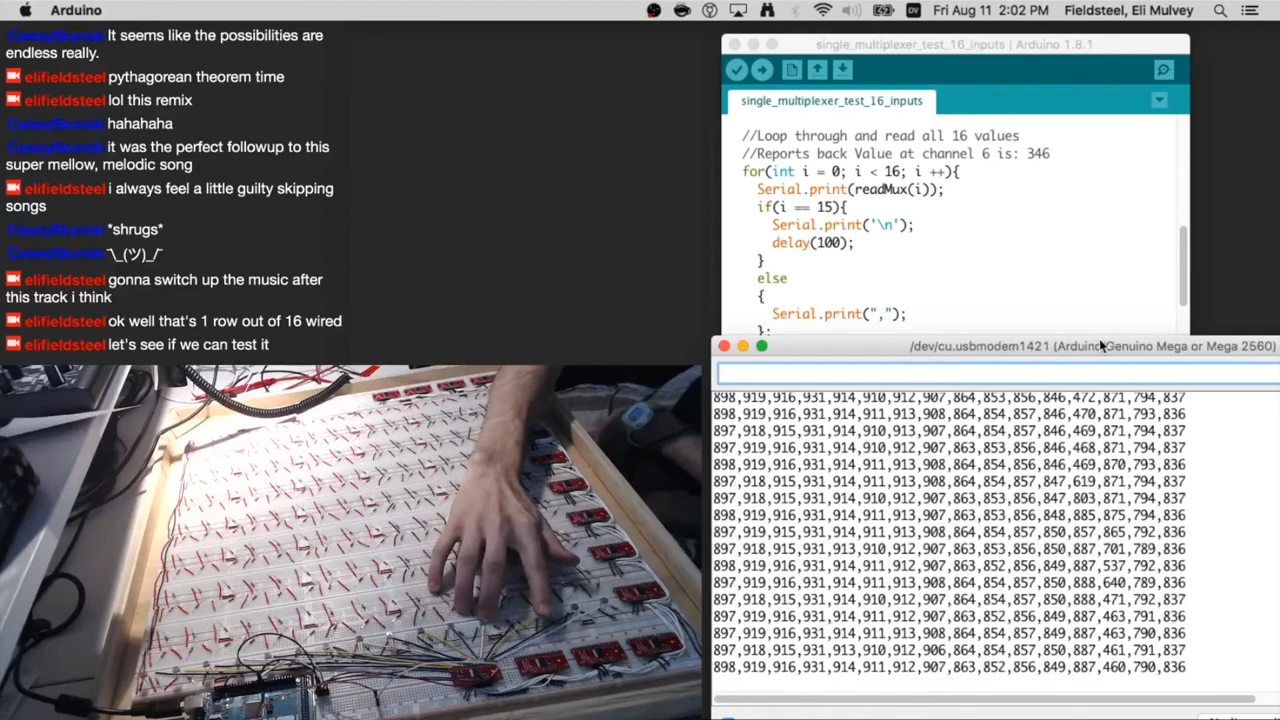 Arduino
Fri Aug 11 2:02 PM
Fieldsteel, Eli Mulvey
CaseySkorski It seems like the possibilities are
endless really.
elifieldsteel pythagorean theorem time
elifieldsteel lol this remix
CaseySkorski hahahaha
CaseySkorski it was the perfect followup to this
super mellow, melodic song
elifieldsteel i always feel a little guilty skipping
songs
CaseySkorski *shrugs*
CaseySkorski ¯\_(ツ)_/¯
elifieldsteel gonna switch up the music after
this track i think
elifieldsteel ok well that's 1 row out of 16 wired
elifieldsteel let's see if we can test it
single_multiplexer_test_16_inputs | Arduino 1.8.1
single_multiplexer_test_16_inputs
//Loop through and read all 16 values
//Reports back Value at channel 6 is: 346
for(int i = 0; i < 16; i ++){
Serial.print(readMux(i));
if(i == 15){
Serial.print('\n');
delay(100);
}
else
{
Serial.print(",");
};
/dev/cu.usbmodem1421 (Arduino/Genuino Mega or Mega 2560)
898,919,916,931,914,910,912,907,864,853,856,846,472,871,794,837
898,919,916,931,914,911,913,908,864,854,857,846,470,871,793,836
897,918,915,931,914,910,913,907,864,853,856,846,469,871,794,837
897,919,916,931,914,910,912,907,863,853,856,846,468,871,794,837
898,919,916,931,914,911,913,908,864,854,856,846,469,870,793,836
897,918,915,931,914,911,913,908,864,854,857,847,619,871,794,837
897,918,915,931,914,910,912,907,863,853,856,847,803,871,794,837
898,919,916,931,914,911,912,908,863,853,856,848,885,875,794,836
897,919,915,931,914,911,913,908,864,854,857,850,857,865,792,836
897,918,915,931,913,910,912,907,863,853,856,850,887,701,789,836
898,919,916,931,914,911,912,908,863,852,856,849,887,537,792,836
897,919,916,931,914,911,913,908,864,854,857,850,888,640,789,836
897,918,915,931,914,910,912,907,864,854,857,850,888,471,792,837
897,919,916,931,914,911,912,907,863,852,856,849,887,463,791,836
897,919,915,931,914,911,913,908,864,854,857,849,887,463,790,836
897,918,915,931,914,910,912,906,863,854,857,850,887,461,791,837
898,919,916,931,914,911,912,907,863,852,856,849,887,460,790,836